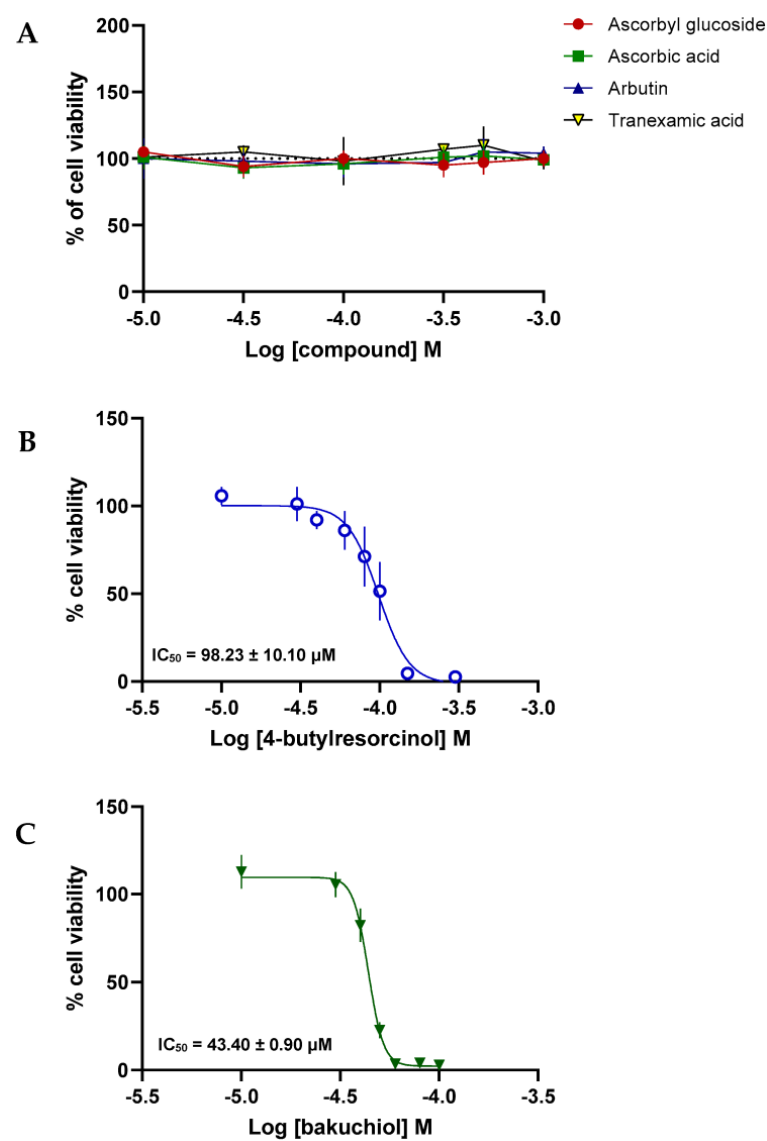 A
% of cell viability
200
150
100
50
0
-5.0 -4.5 -4.0 -3.5 -3.0
Log [compound] M
Ascorbyl glucoside
Ascorbic acid
Arbutin
Tranexamic acid
B
% cell viability
150
100
50
0
IC₅₀ = 98.23 ± 10.10 µM
-5.5 -5.0 -4.5 -4.0 -3.5 -3.0
Log [4-butylresorcinol] M
C
% cell viability
150
100
50
0
IC₅₀ = 43.40 ± 0.90 µM
-5.5 -5.0 -4.5 -4.0 -3.5
Log [bakuchiol] M